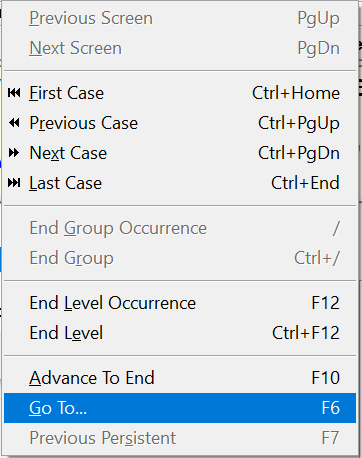 Previous Screen PgUp
Next Screen PgDn
First Case Ctrl+Home
Previous Case Ctrl+PgUp
Next Case Ctrl+PgDn
Last Case Ctrl+End
End Group Occurrence /
End Group Ctrl+/
End Level Occurrence F12
End Level Ctrl+F12
Advance To End F10
Go To... F6
Previous Persistent F7